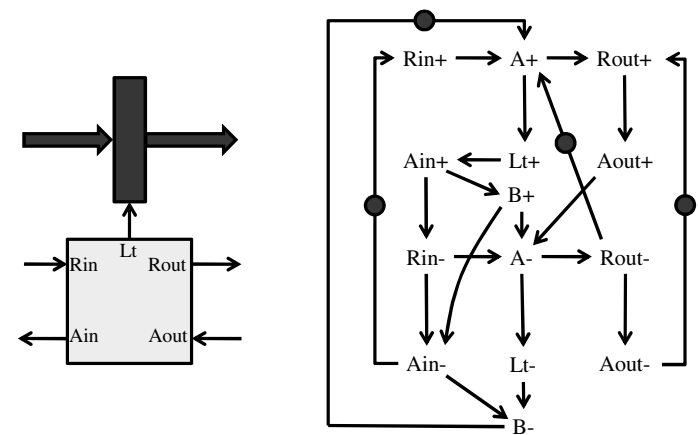 Lt
Rin Rout
Ain Aout
Rin+ A+ Rout+
Ain+ Lt+ Aout+
B+
Rin- A- Rout-
Ain- Lt- Aout-
B-